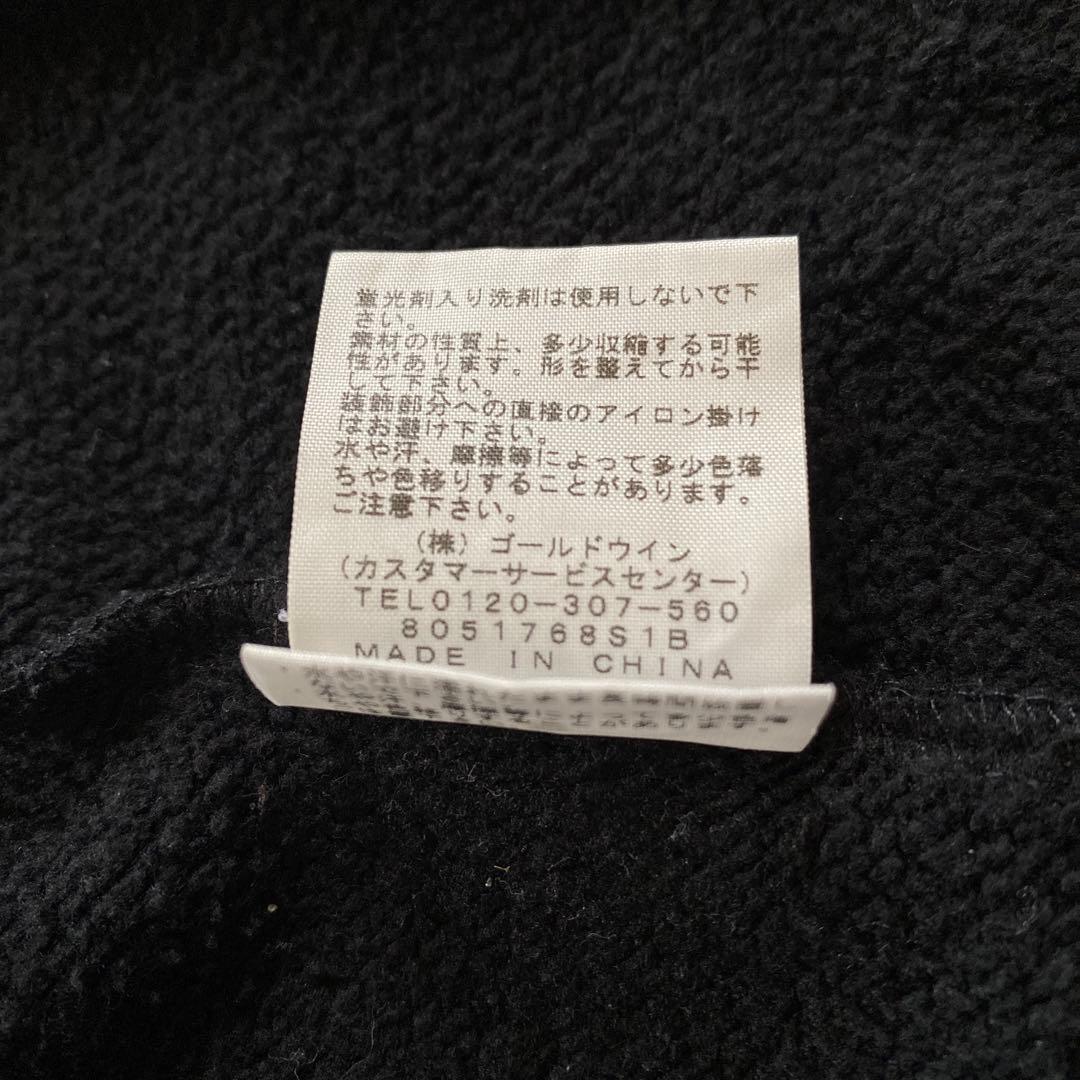 蛍光剤入り洗剤は使用しないで下
さい。
素材の性質上、多少収縮する可能
性があります。形を整えてから干
して下さい。
装飾部分への直接のアイロン掛け
はお避け下さい。
水や汗、摩擦等によって多少色落
ちや色移りすることがあります。
ご注意下さい。
(株)ゴールドウイン
(カスタマーサービスセンター)
TEL0120-307-560
8051768S1B
MADE IN CHINA